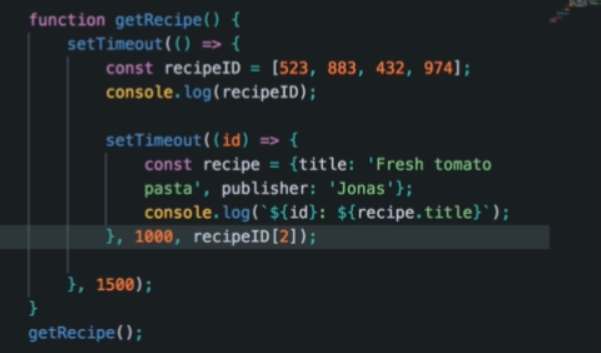 function getRecipe() {
setTimeout(() => {
const recipeID = [523, 883, 432, 974];
console.log(recipeID);
setTimeout((id) => {
const recipe = {title: 'Fresh tomato
pasta', publisher: 'Jonas'};
console.log(`${id}: ${recipe.title}`);
}, 1000, recipeID[2]);
}, 1500);
}
getRecipe();